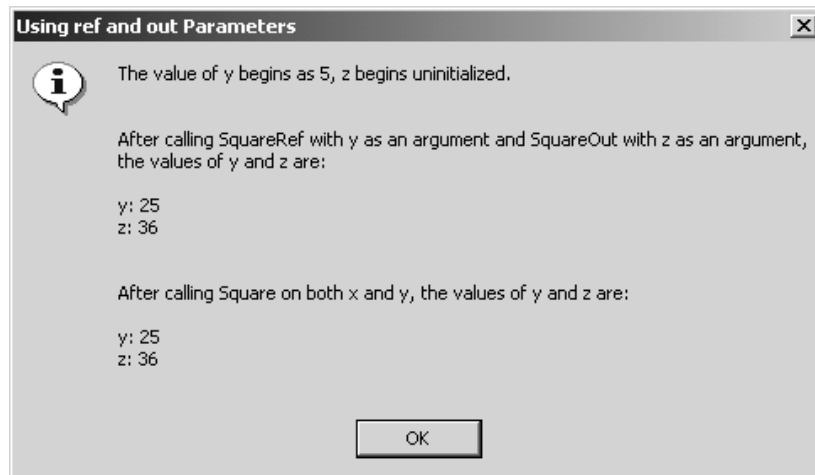 Using ref and out Parameters
The value of y begins as 5, z begins uninitialized.
After calling SquareRef with y as an argument and SquareOut with z as an argument,
the values of y and z are:
y: 25
z: 36
After calling Square on both x and y, the values of y and z are:
y: 25
z: 36
OK